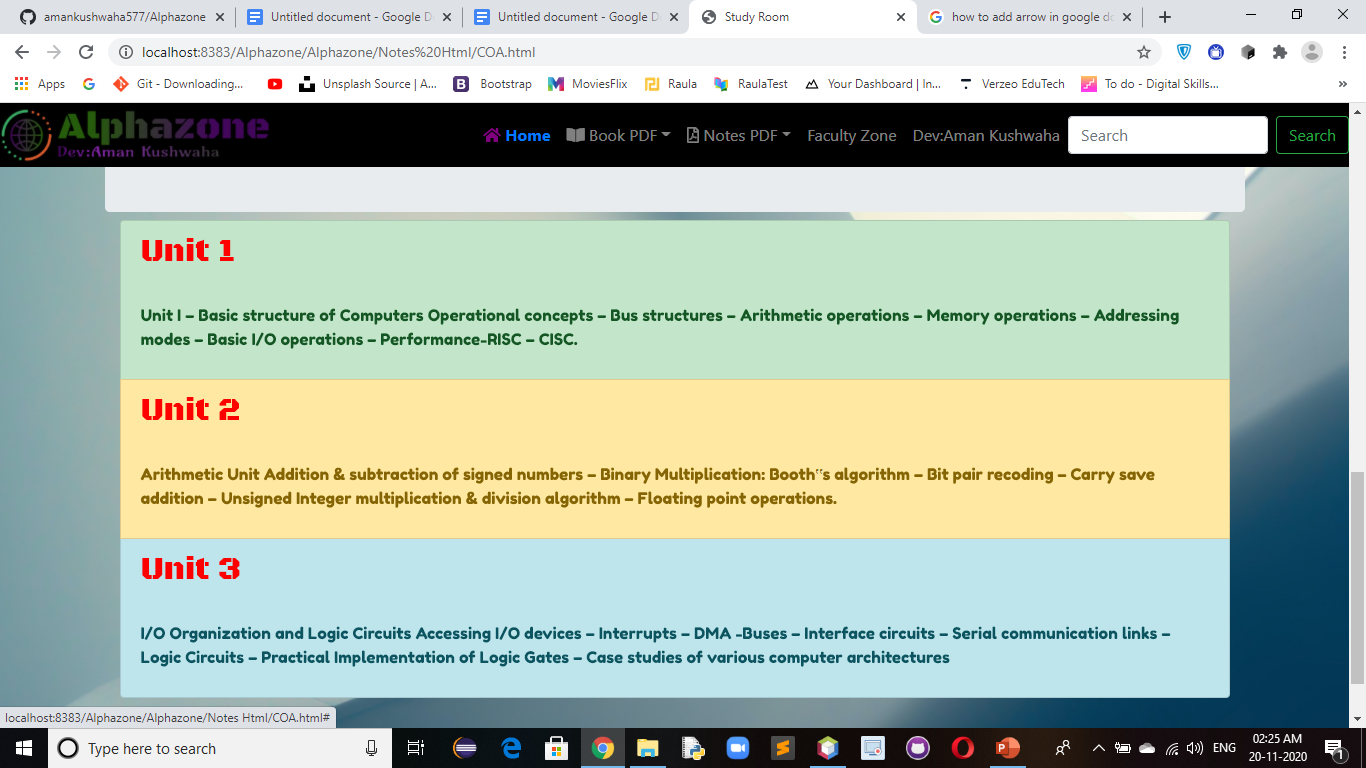 amankushwaha577/Alphazone
Untitled document - Google D
Untitled document - Google D
Study Room
how to add arrow in google do
localhost:8383/Alphazone/Alphazone/Notes%20Html/COA.html
Apps
Git - Downloading...
Unsplash Source | A...
Bootstrap
MoviesFlix
Raula
RaulaTest
Your Dashboard | In...
Verzeo EduTech
To do - Digital Skills...
Alphazone
Dev:Aman Kushwaha
Home
Book PDF
Notes PDF
Faculty Zone
Dev:Aman Kushwaha
Search
Search
Unit 1
Unit I – Basic structure of Computers Operational concepts – Bus structures – Arithmetic operations – Memory operations – Addressing
modes – Basic I/O operations – Performance-RISC – CISC.
Unit 2
Arithmetic Unit Addition & subtraction of signed numbers – Binary Multiplication: Booth‟s algorithm – Bit pair recoding – Carry save
addition – Unsigned Integer multiplication & division algorithm – Floating point operations.
Unit 3
I/O Organization and Logic Circuits Accessing I/O devices – Interrupts – DMA -Buses – Interface circuits – Serial communication links –
Logic Circuits – Practical Implementation of Logic Gates – Case studies of various computer architectures
localhost:8383/Alphazone/Alphazone/Notes Html/COA.html#
Type here to search
ENG
02:25 AM
20-11-2020
1